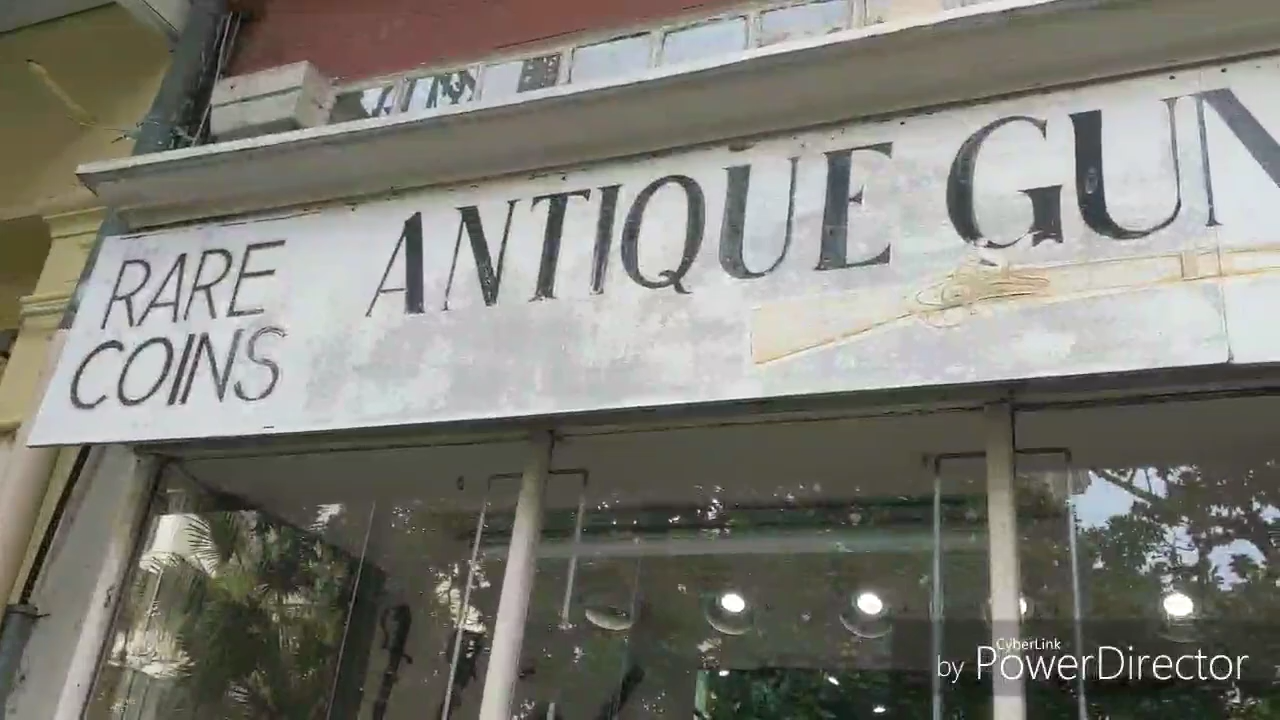 RARE
COINS
ANTIQUE GUN
CyberLink
by PowerDirector